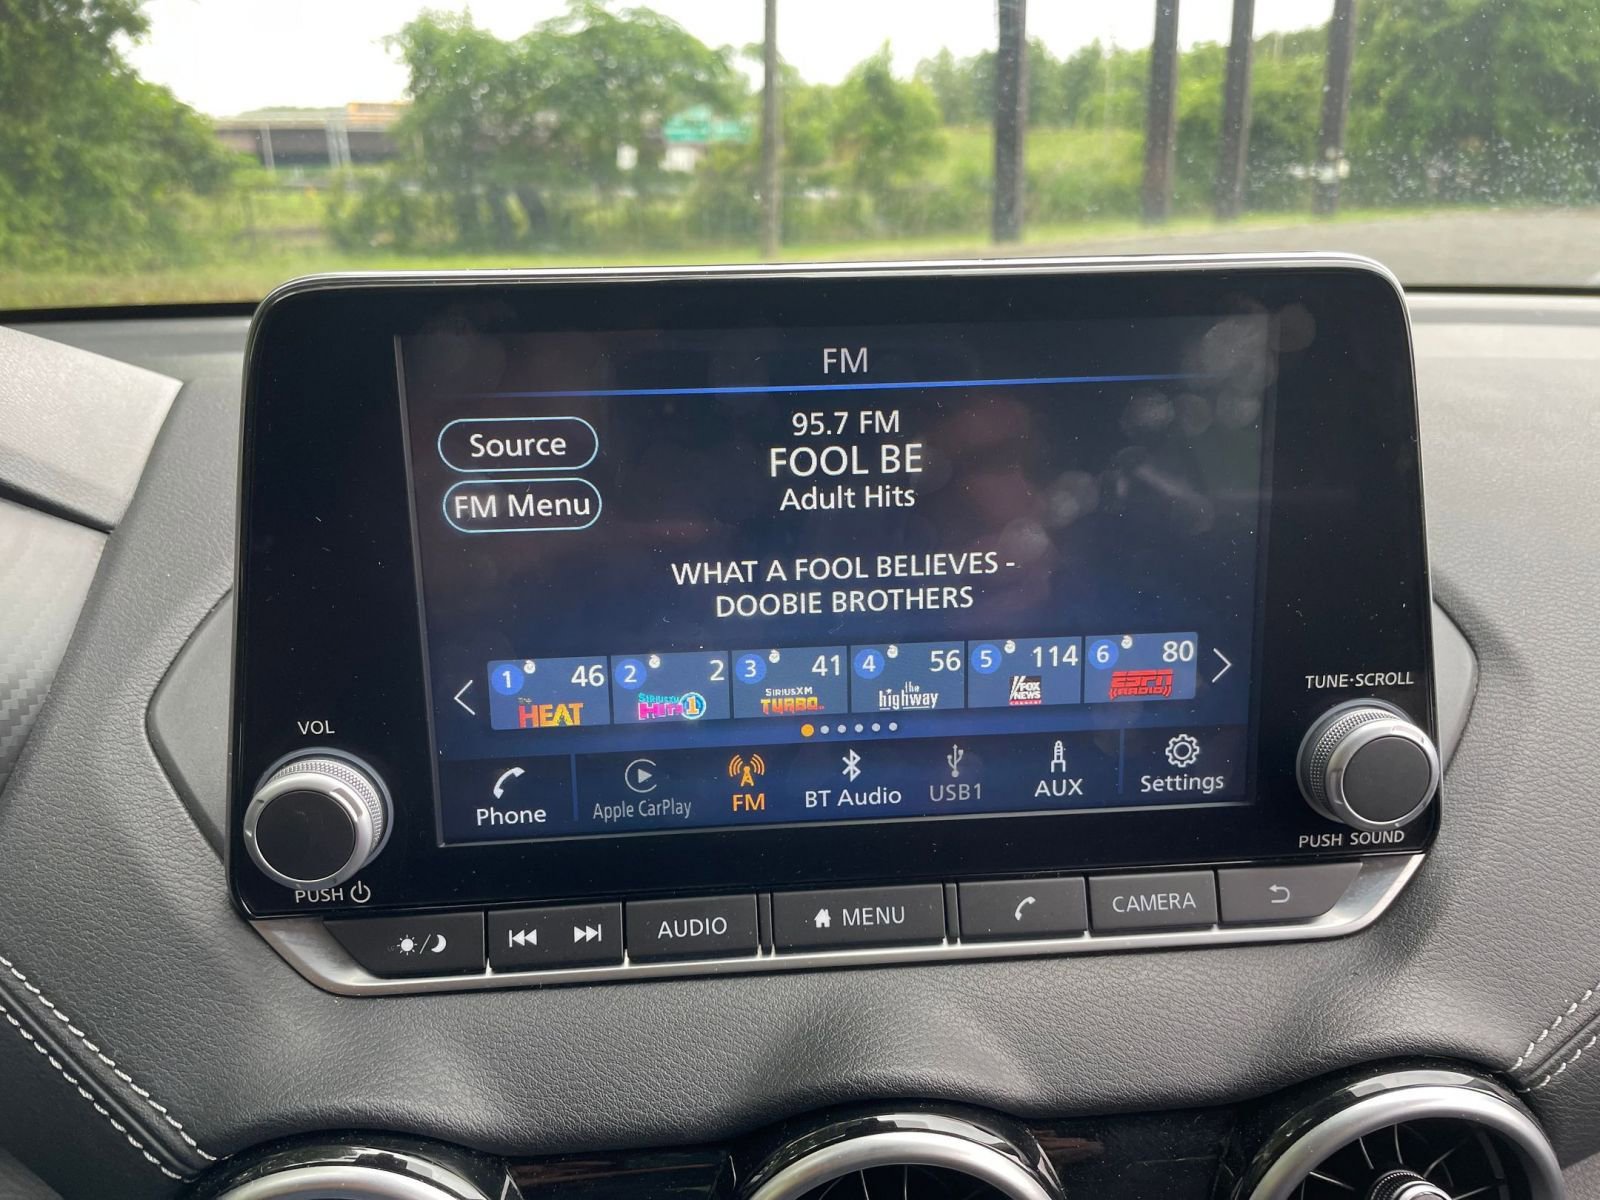 FM
Source
95.7 FM
FOOL BE
FM Menu
Adult Hits
WHAT A FOOL BELIEVES -
DOOBIE BROTHERS
1 46 2 2 3 41 4 56 5 114 6 80
HEAT
SIRIUSXM
HITS 1
SIRIUSXM
TURBO
the
highway
FOX
NEWS
channel
ESPN
RADIO
Phone
Apple CarPlay
FM
BT Audio
USB1
AUX
Settings
VOL
PUSH
TUNE·SCROLL
PUSH SOUND
AUDIO
MENU
CAMERA